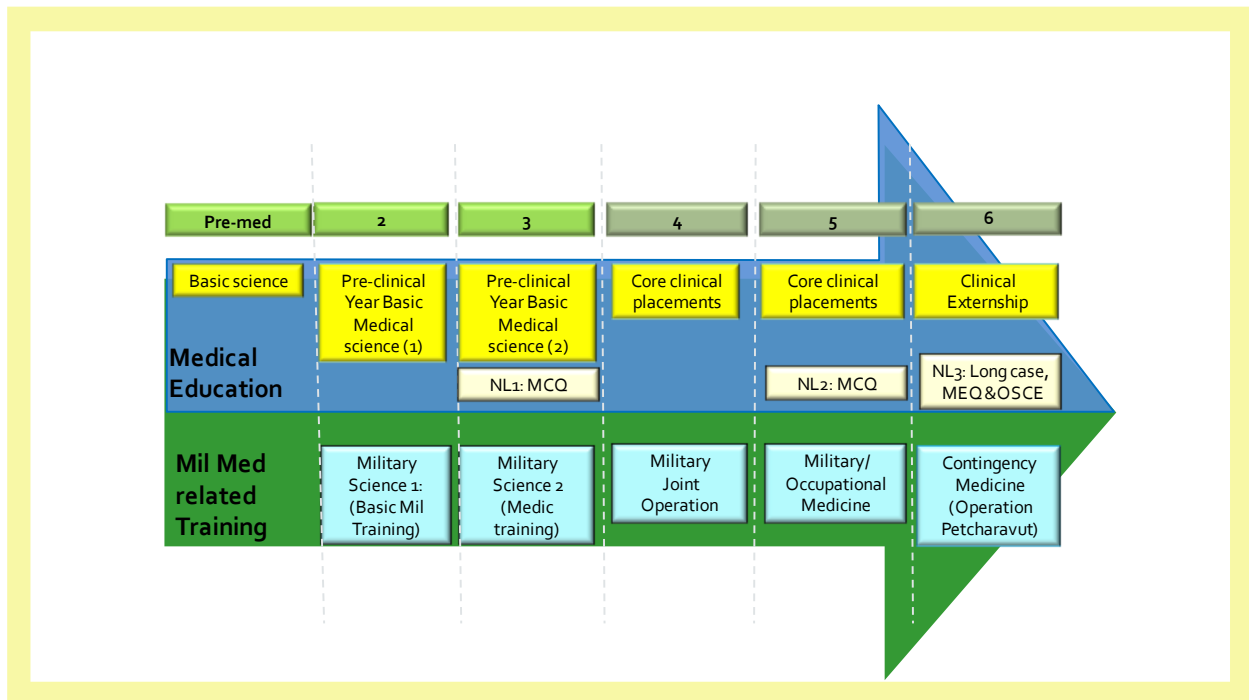 Pre-med
2
3
4
5
6
Basic science
Pre-clinical
Year Basic
Medical
science (1)
Pre-clinical
Year Basic
Medical
science (2)
Core clinical
placements
Core clinical
placements
Clinical
Externship
Medical
Education
NL1: MCQ
NL2: MCQ
NL3: Long case,
MEQ&OSCE
Mil Med
related
Training
Military
Science 1:
(Basic Mil
Training)
Military
Science 2
(Medic
training)
Military
Joint
Operation
Military/
Occupational
Medicine
Contingency
Medicine
(Operation
Petcharavut)